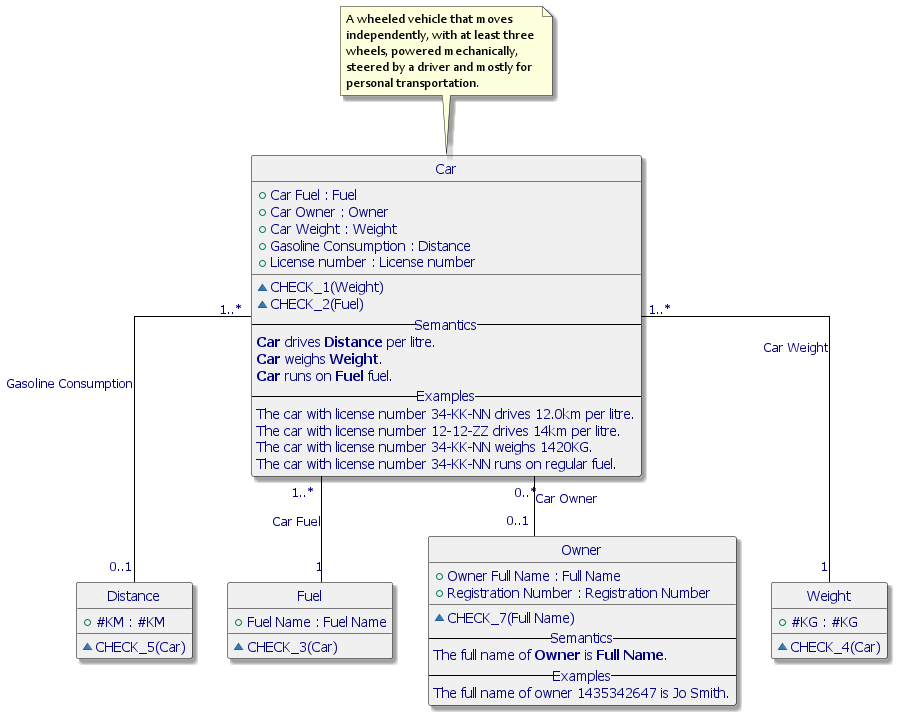 A wheeled vehicle that moves
independently, with at least three
wheels, powered mechanically,
steered by a driver and mostly for
personal transportation.
Car
Car Fuel : Fuel
Car Owner : Owner
Car Weight : Weight
Gasoline Consumption : Distance
License number : License number
CHECK_1(Weight)
CHECK_2(Fuel)
Semantics
Car drives Distance per litre.
Car weighs Weight.
Car runs on Fuel fuel.
Examples
The car with license number 34-KK-NN drives 12.0km per litre.
The car with license number 12-12-ZZ drives 14km per litre.
The car with license number 34-KK-NN weighs 1420KG.
The car with license number 34-KK-NN runs on regular fuel.
1..*
Gasoline Consumption
0..1
1..*
Car Fuel
1
0..*
Car Owner
0..1
1..*
Car Weight
1
Distance
#KM : #KM
CHECK_5(Car)
Fuel
Fuel Name : Fuel Name
CHECK_3(Car)
Owner
Owner Full Name : Full Name
Registration Number : Registration Number
CHECK_7(Full Name)
Semantics
The full name of Owner is Full Name.
Examples
The full name of owner 1435342647 is Jo Smith.
Weight
#KG : #KG
CHECK_4(Car)